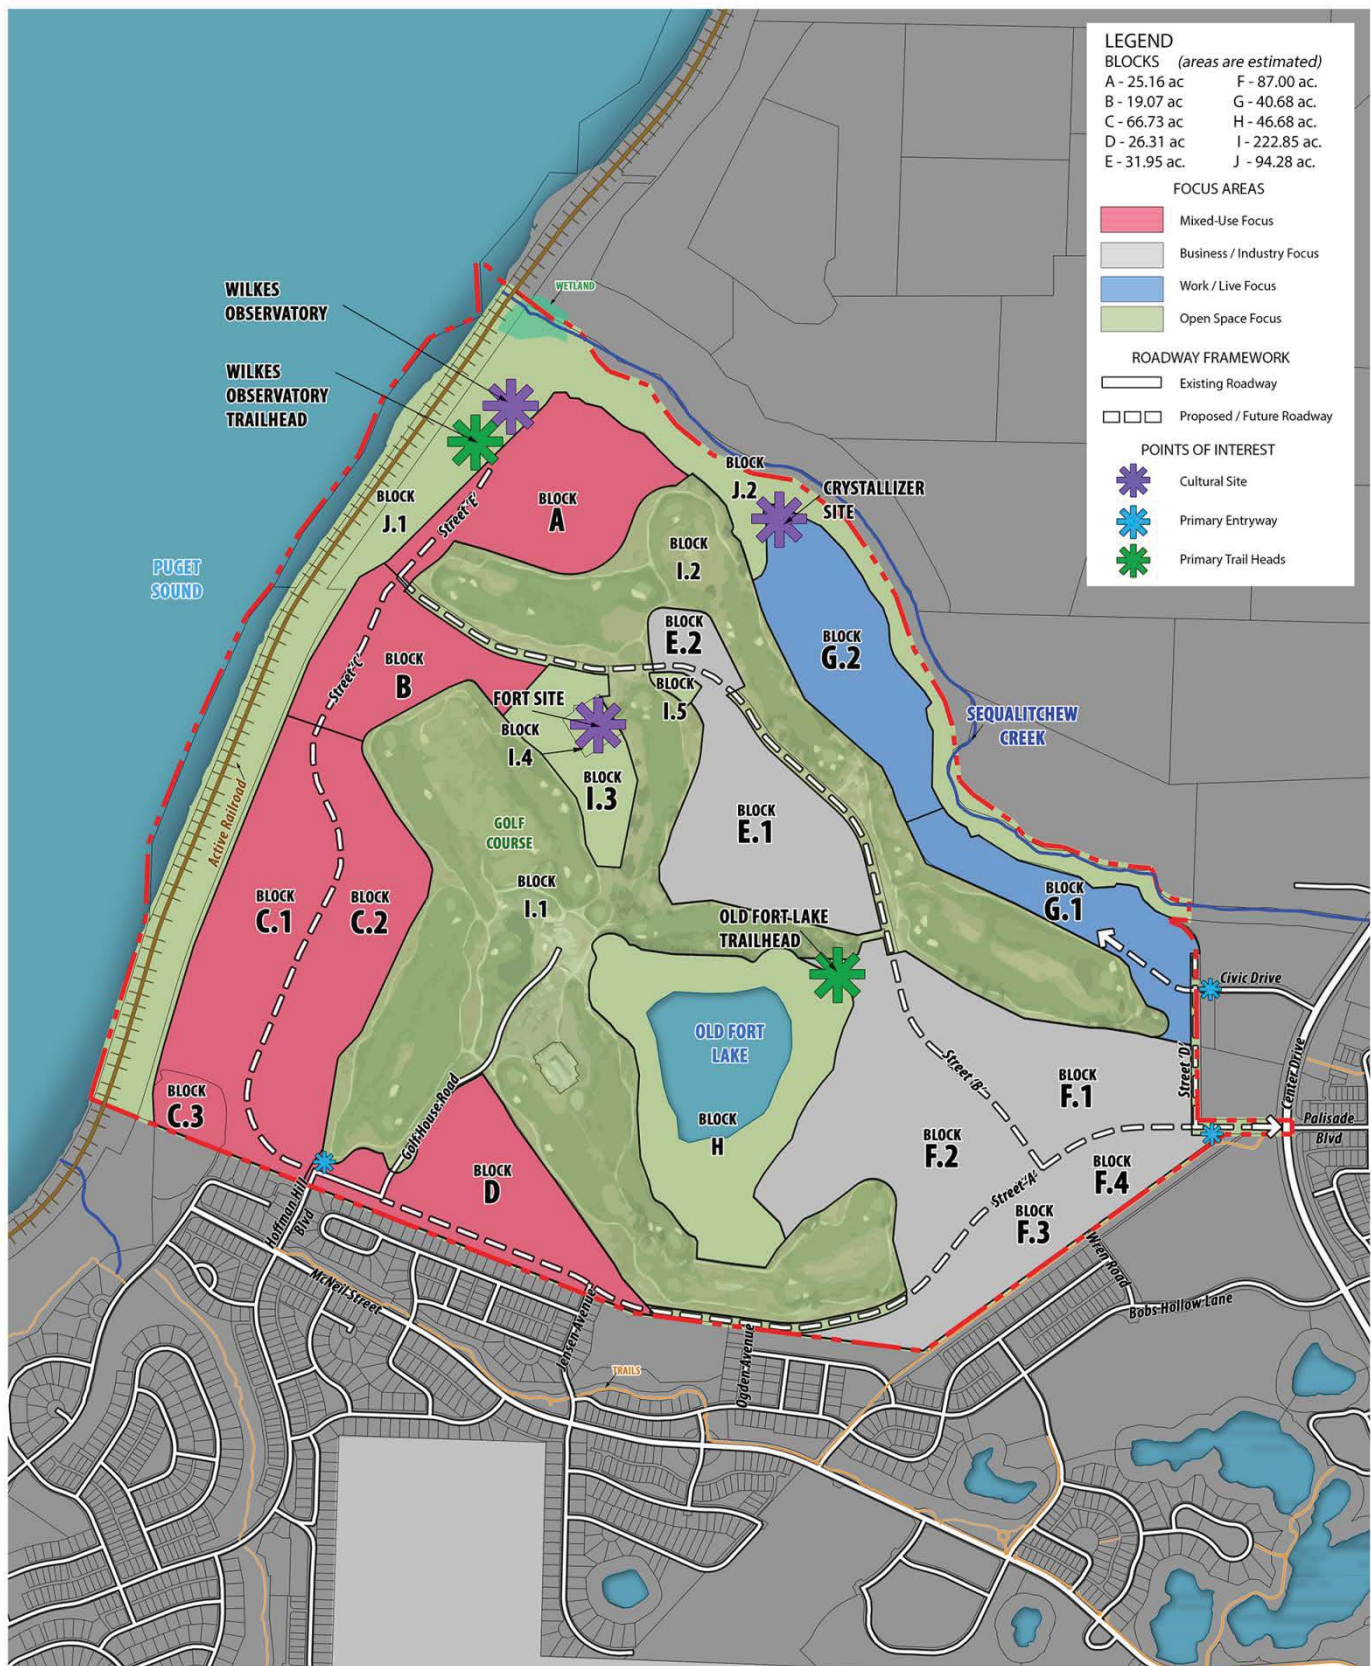 LEGEND
BLOCKS (areas are estimated)
A - 25.16 ac F - 87.00 ac.
B - 19.07 ac G - 40.68 ac.
C - 66.73 ac H - 46.68 ac.
D - 26.31 ac I - 222.85 ac.
E - 31.95 ac. J - 94.28 ac.
FOCUS AREAS
Mixed-Use Focus
Business / Industry Focus
Work / Live Focus
Open Space Focus
ROADWAY FRAMEWORK
Existing Roadway
Proposed / Future Roadway
POINTS OF INTEREST
Cultural Site
Primary Entryway
Primary Trail Heads
WETLAND
WILKES
OBSERVATORY
WILKES
OBSERVATORY
TRAILHEAD
BLOCK
J.2
CRYSTALLIZER
SITE
BLOCK
J.1
Street 'E'
BLOCK
A
BLOCK
I.2
PUGET
SOUND
BLOCK
E.2
BLOCK
G.2
BLOCK
B
Street 'C'
FORT SITE
BLOCK
I.5
BLOCK
I.4
SEQUALITCHEW
CREEK
BLOCK
I.3
Active Railroad
GOLF
COURSE
BLOCK
E.1
BLOCK
I.1
BLOCK
C.1
BLOCK
C.2
BLOCK
G.1
OLD FORT LAKE
TRAILHEAD
Civic Drive
OLD FORT
LAKE
Street 'B'
Street 'D'
Center Drive
BLOCK
C.3
Golf House Road
BLOCK
H
BLOCK
F.1
Palisade
Blvd
BLOCK
D
BLOCK
F.2
Street 'A'
BLOCK
F.4
BLOCK
F.3
Hoffman Hill
Blvd
McNeil Street
Wren Road
Bobs Hollow Lane
Jensen Avenue
Ogden Avenue
TRAILS